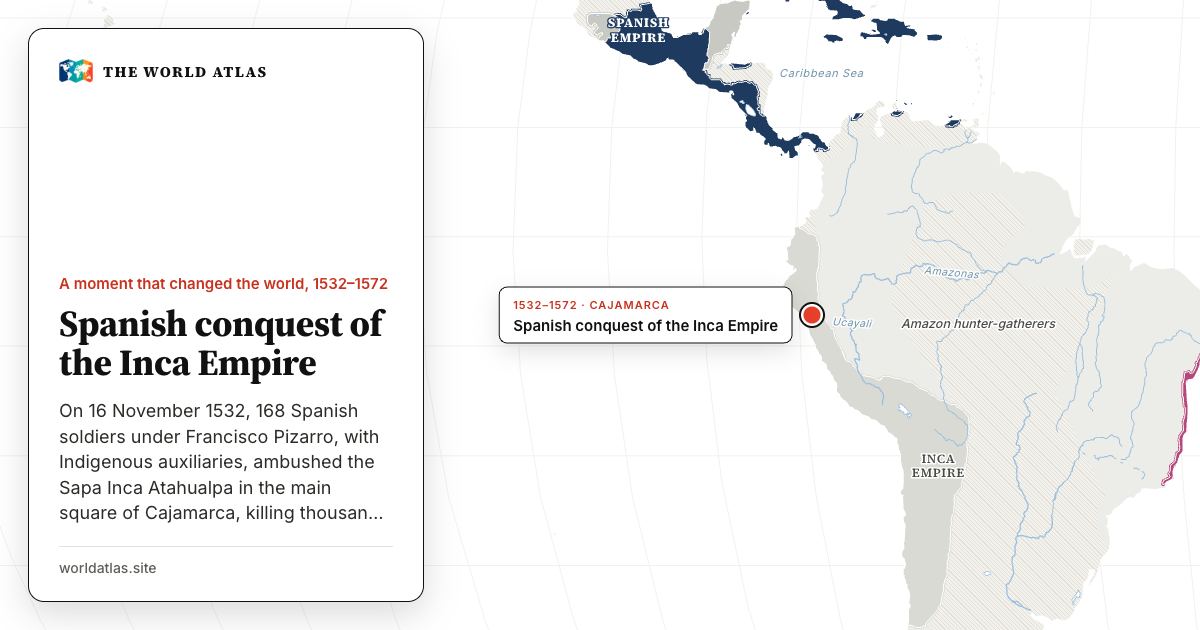 THE WORLD ATLAS
A moment that changed the world, 1532–1572
Spanish conquest of
the Inca Empire
On 16 November 1532, 168 Spanish
soldiers under Francisco Pizarro, with
Indigenous auxiliaries, ambushed the
Sapa Inca Atahualpa in the main
square of Cajamarca, killing thousan...
worldatlas.site
SPANISH
EMPIRE
Caribbean Sea
Amazonas
1532–1572 · CAJAMARCA
Spanish conquest of the Inca Empire
Ucayali
Amazon hunter-gatherers
INCA
EMPIRE